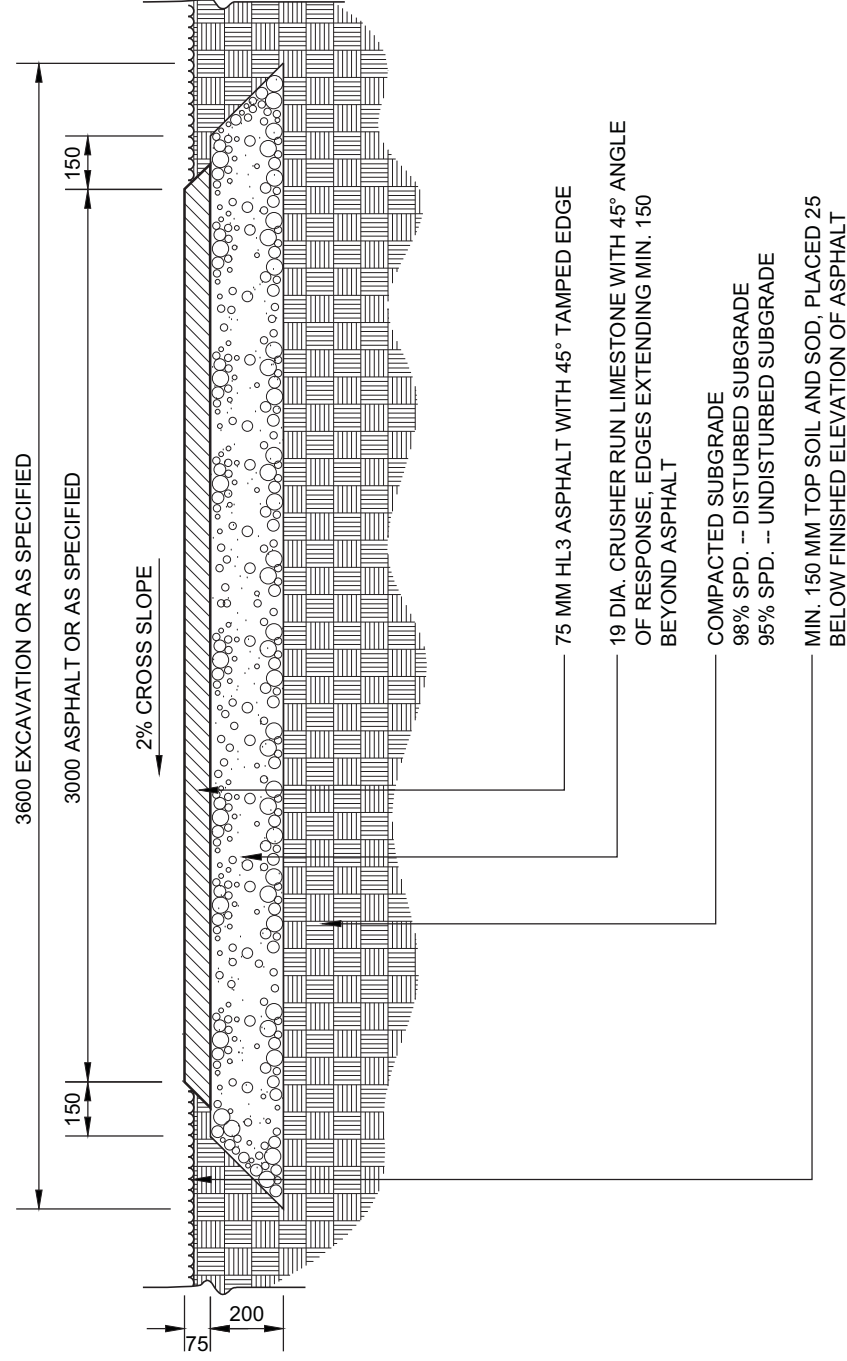 3600 EXCAVATION OR AS SPECIFIED
3000 ASPHALT OR AS SPECIFIED
150
150
2% CROSS SLOPE
75
200
75 MM HL3 ASPHALT WITH 45° TAMPED EDGE
19 DIA. CRUSHER RUN LIMESTONE WITH 45° ANGLE
OF RESPONSE, EDGES EXTENDING MIN. 150
BEYOND ASPHALT
COMPACTED SUBGRADE
98% SPD. -- DISTURBED SUBGRADE
95% SPD. -- UNDISTURBED SUBGRADE
MIN. 150 MM TOP SOIL AND SOD, PLACED 25
BELOW FINISHED ELEVATION OF ASPHALT